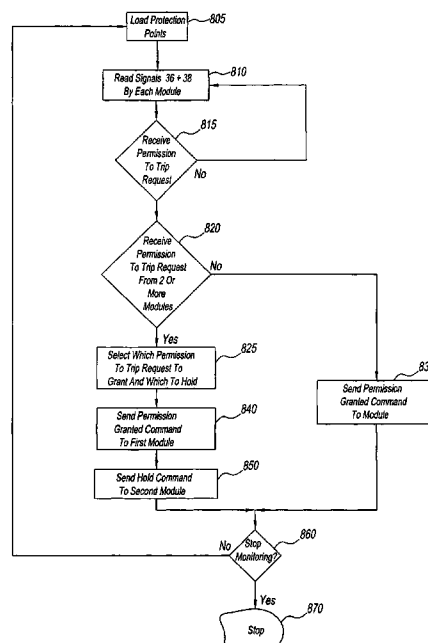 Load Protection
Points
805
Read Signals 36 + 38
By Each Module
810
815
Receive
Permission
To Trip
Request
No
820
Receive
Permission
To Trip Request
From 2 Or
More
Modules
No
Yes
825
Select Which Permission
To Trip Request To
Grant And Which To Hold
840
Send Permission
Granted Command
To First Module
Send Permission
Granted Command
To Module
850
Send Hold Command
To Second Module
860
Stop
Monitoring?
No
Yes
870
Stop